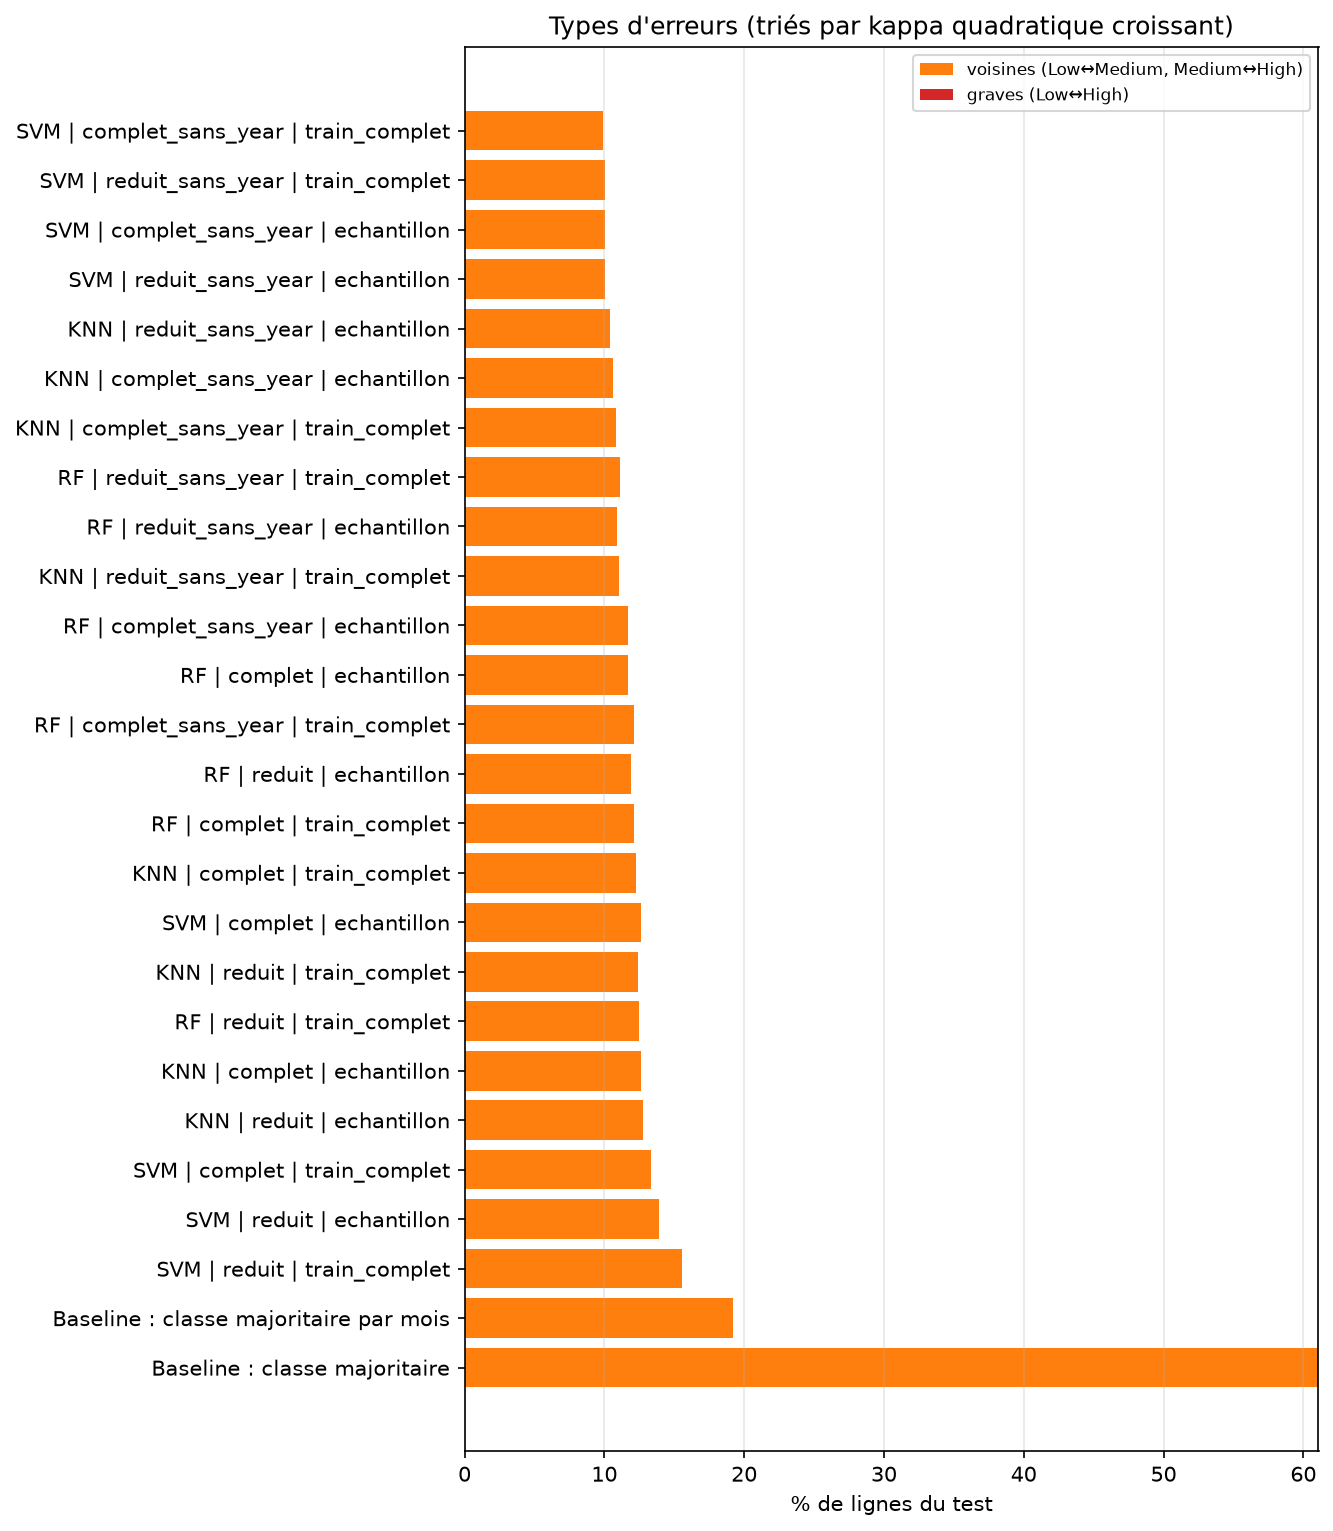 Types d'erreurs (triés par kappa quadratique croissant)
voisines (Low↔Medium, Medium↔High)
graves (Low↔High)
SVM | complet_sans_year | train_complet
SVM | reduit_sans_year | train_complet
SVM | complet_sans_year | echantillon
SVM | reduit_sans_year | echantillon
KNN | reduit_sans_year | echantillon
KNN | complet_sans_year | echantillon
KNN | complet_sans_year | train_complet
RF | reduit_sans_year | train_complet
RF | reduit_sans_year | echantillon
KNN | reduit_sans_year | train_complet
RF | complet_sans_year | echantillon
RF | complet | echantillon
RF | complet_sans_year | train_complet
RF | reduit | echantillon
RF | complet | train_complet
KNN | complet | train_complet
SVM | complet | echantillon
KNN | reduit | train_complet
RF | reduit | train_complet
KNN | complet | echantillon
KNN | reduit | echantillon
SVM | complet | train_complet
SVM | reduit | echantillon
SVM | reduit | train_complet
Baseline : classe majoritaire par mois
Baseline : classe majoritaire
0 10 20 30 40 50 60
% de lignes du test